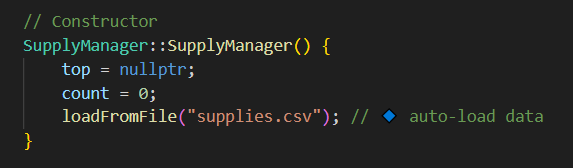 // Constructor
SupplyManager::SupplyManager() {
    top = nullptr;
    count = 0;
    loadFromFile("supplies.csv"); // 🔹 auto-load data
}